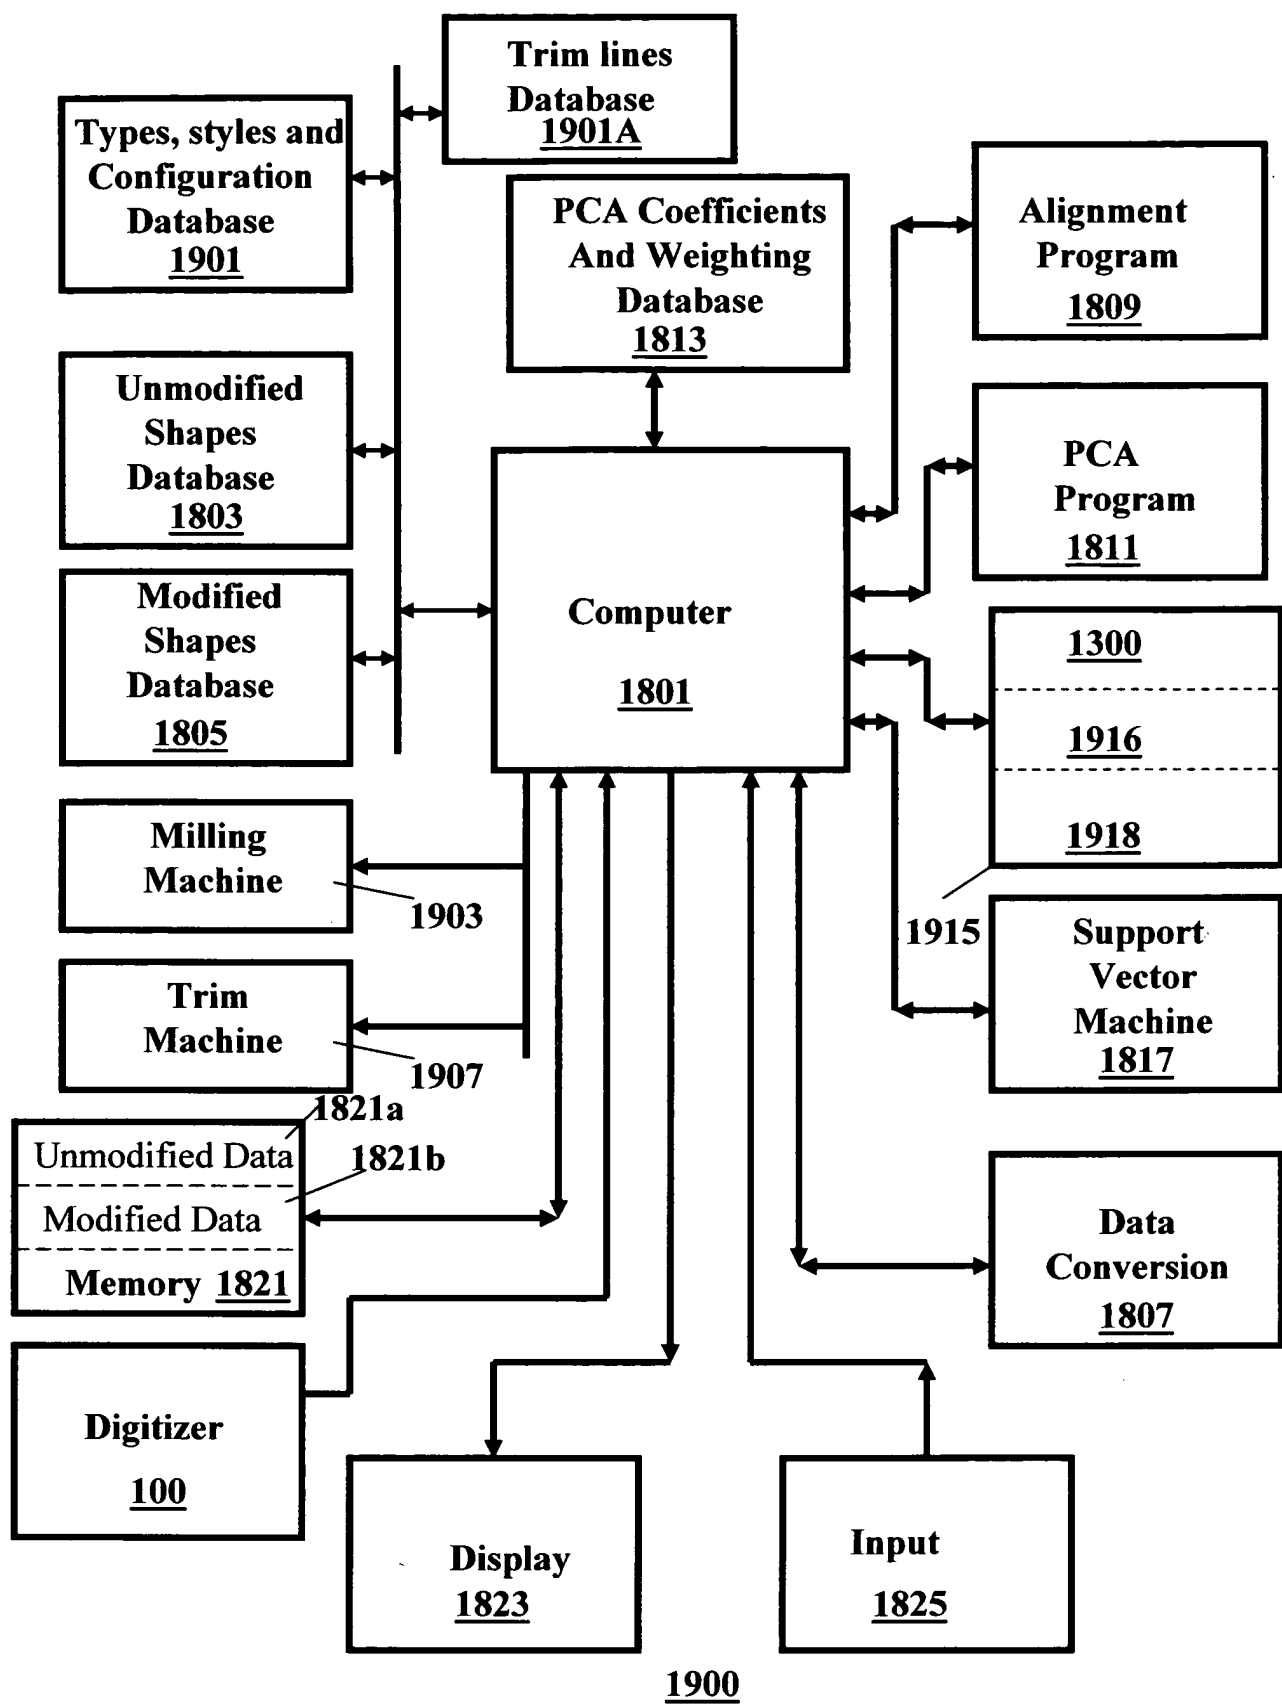 Trim lines
Database
1901A
Types, styles and
Configuration
Database
1901
PCA Coefficients
And Weighting
Database
1813
Alignment
Program
1809
Unmodified
Shapes
Database
1803
PCA
Program
1811
Modified
Shapes
Database
1805
Computer
1801
1300
1916
1918
1915
Milling
Machine
1903
Support
Vector
Machine
1817
Trim
Machine
1907
1821a
Unmodified Data
1821b
Modified Data
Memory 1821
Data
Conversion
1807
Digitizer
100
Display
1823
Input
1825
1900